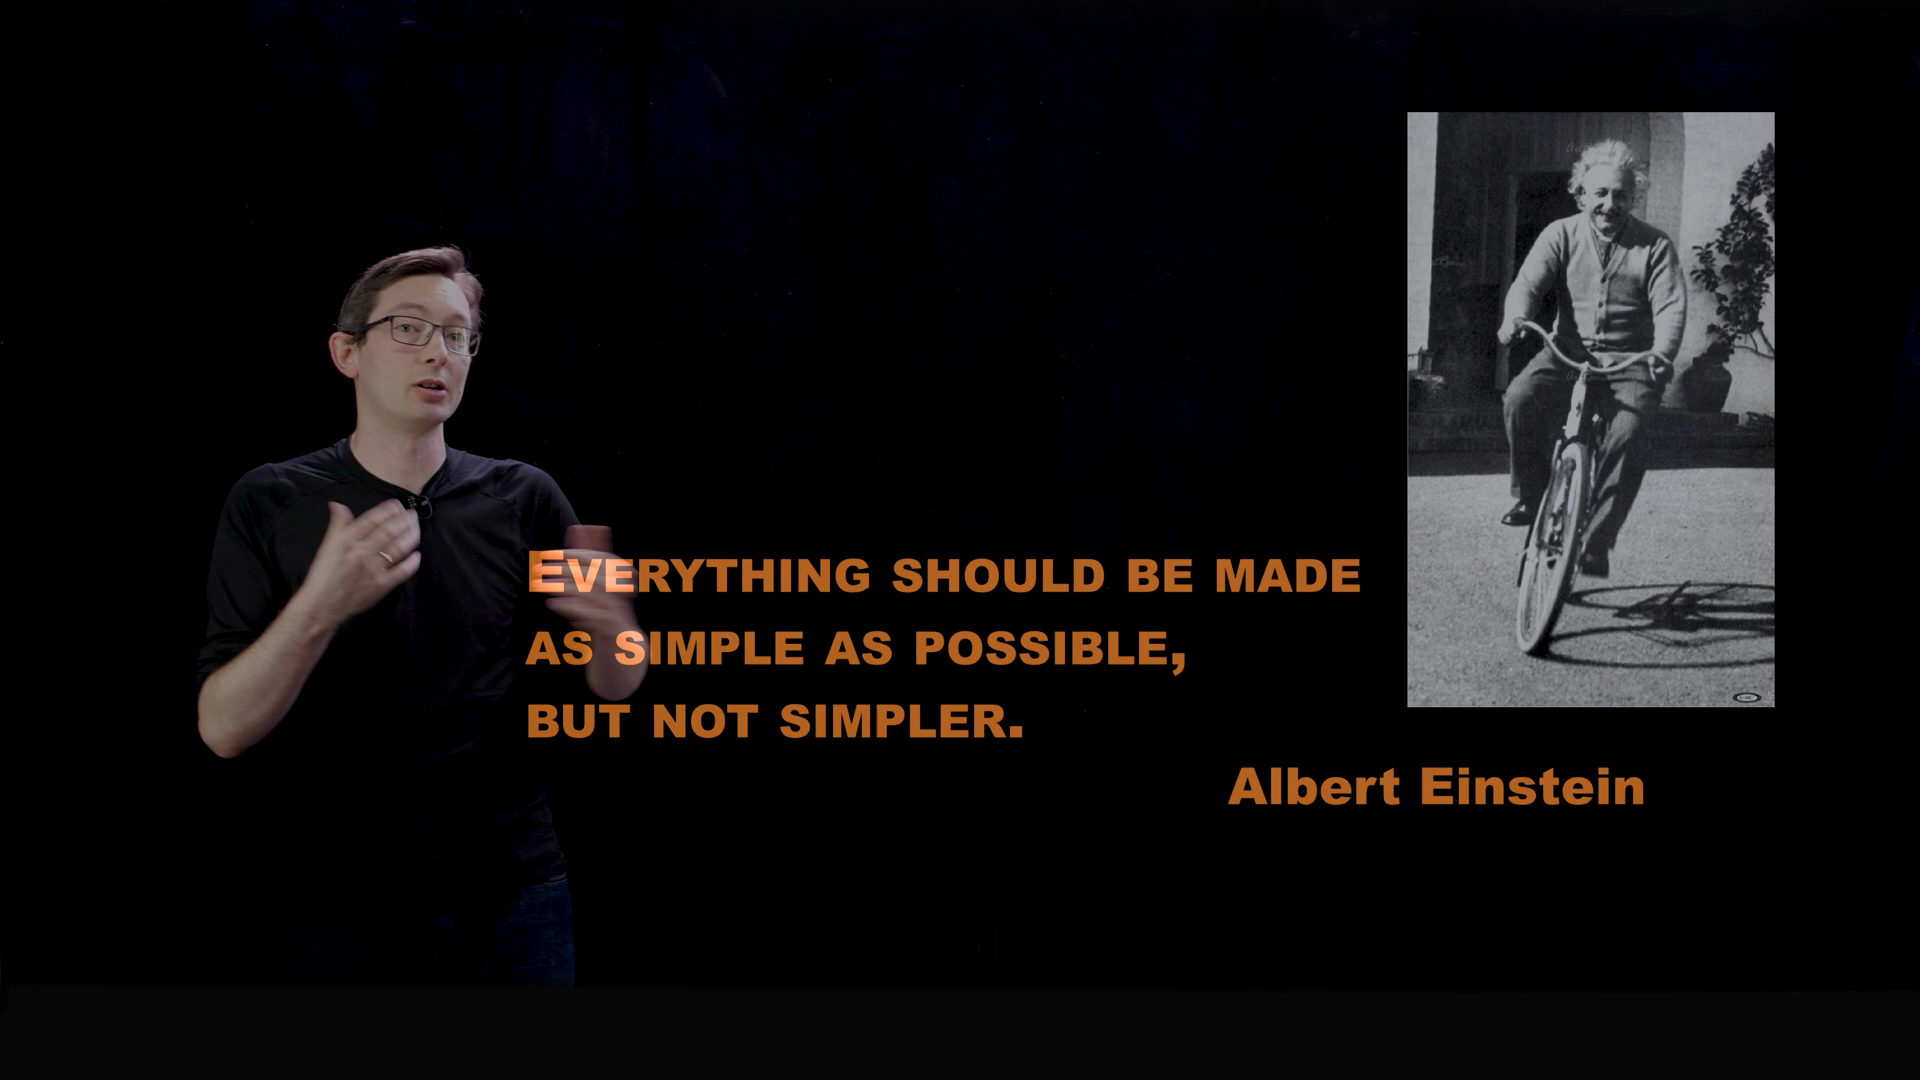 EVERYTHING SHOULD BE MADE
AS SIMPLE AS POSSIBLE,
BUT NOT SIMPLER.
Albert Einstein